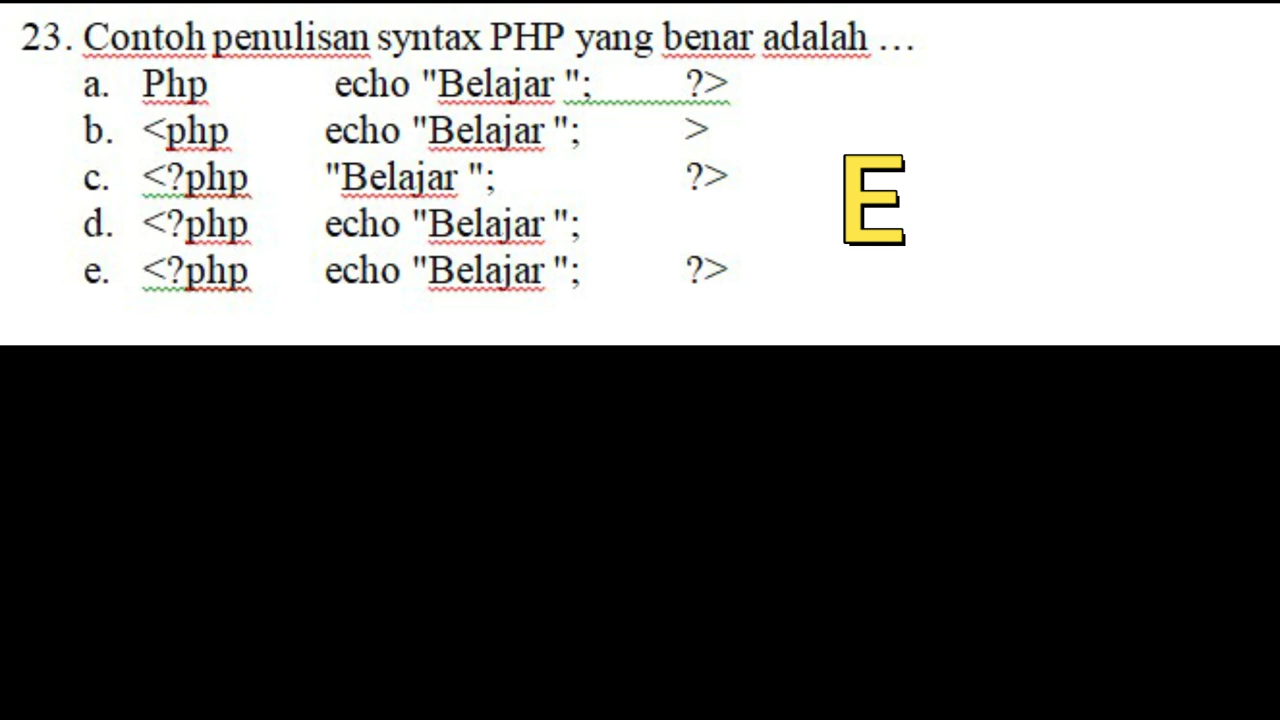 23. Contoh penulisan syntax PHP yang benar adalah …
a. Php echo "Belajar "; ?>
b. <php echo "Belajar "; >
c. <?php "Belajar "; ?>
d. <?php echo "Belajar ";
e. <?php echo "Belajar "; ?>
E